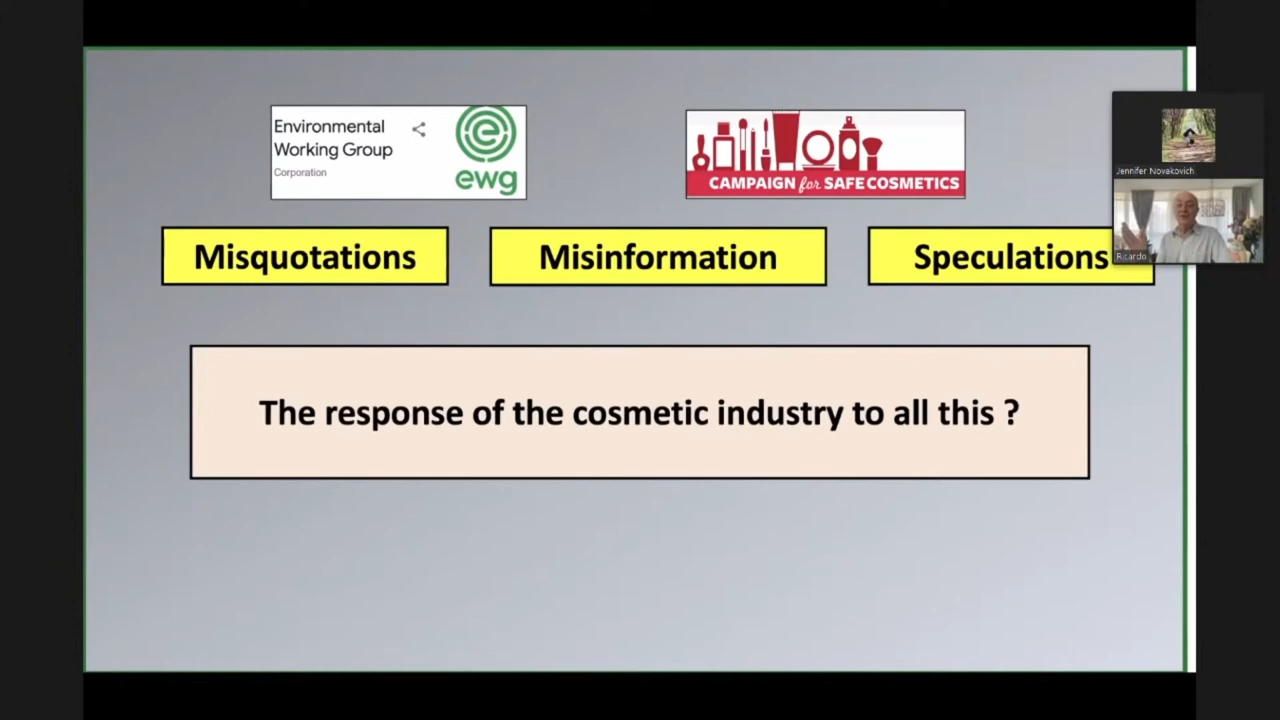 Environmental
Working Group
Corporation
ewg
CAMPAIGN for SAFE COSMETICS
Jennifer Novakovich
Misquotations
Misinformation
Speculations
Ricardo
The response of the cosmetic industry to all this ?